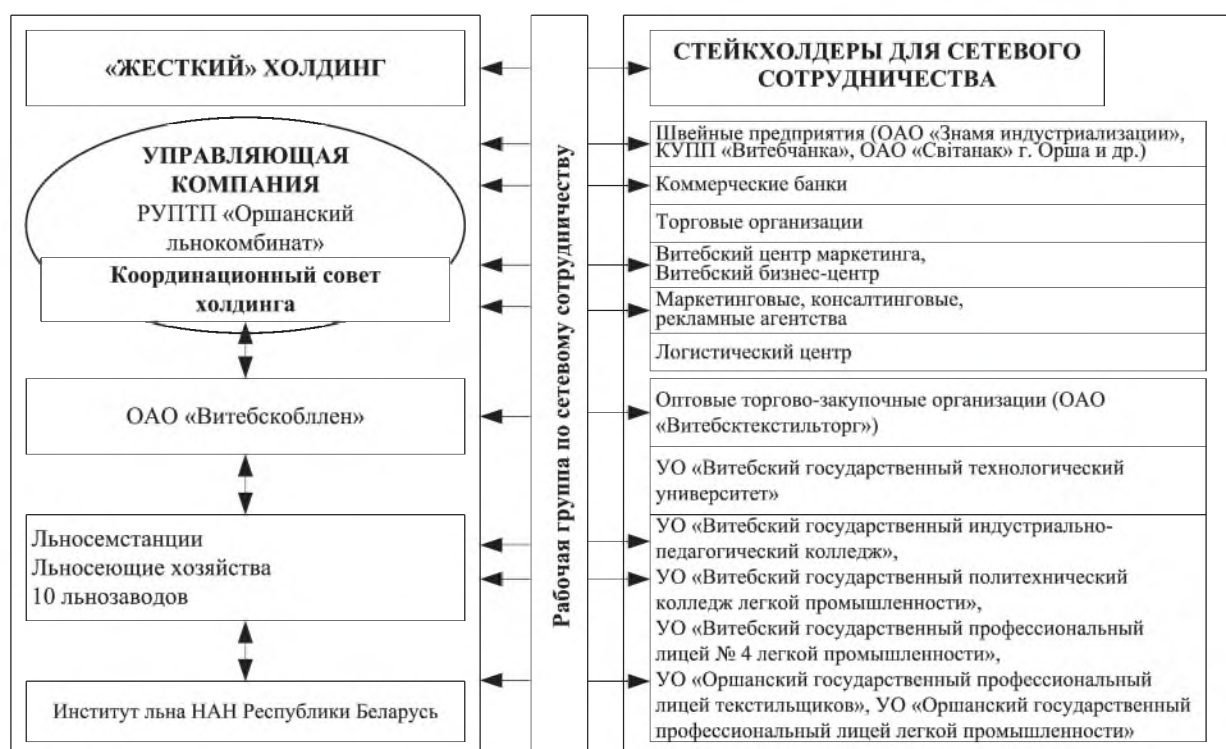 «ЖЕСТКИЙ» ХОЛДИНГ
УПРАВЛЯЮЩАЯ
КОМПАНИЯ
РУПТП «Оршанский
льнокомбинат»
Координационный совет
холдинга
ОАО «Витебскобллен»
Льносемстанции
Льносеющие хозяйства
10 льнозаводов
Институт льна НАН Республики Беларусь
Рабочая группа по сетевому сотрудничеству
СТЕЙКХОЛДЕРЫ ДЛЯ СЕТЕВОГО
СОТРУДНИЧЕСТВА
Швейные предприятия (ОАО «Знамя индустриализации»,
КУПП «Витебчанка», ОАО «Світанак» г. Орша и др.)
Коммерческие банки
Торговые организации
Витебский центр маркетинга,
Витебский бизнес-центр
Маркетинговые, консалтинговые,
рекламные агентства
Логистический центр
Оптовые торгово-закупочные организации (ОАО
«Витебсктекстильторг»)
УО «Витебский государственный технологический
университет»
УО «Витебский государственный индустриально-
педагогический колледж»,
УО «Витебский государственный политехнический
колледж легкой промышленности»,
УО «Витебский государственный профессиональный
лицей № 4 легкой промышленности»,
УО «Оршанский государственный профессиональный
лицей текстильщиков», УО «Оршанский государственный
профессиональный лицей легкой промышленности»